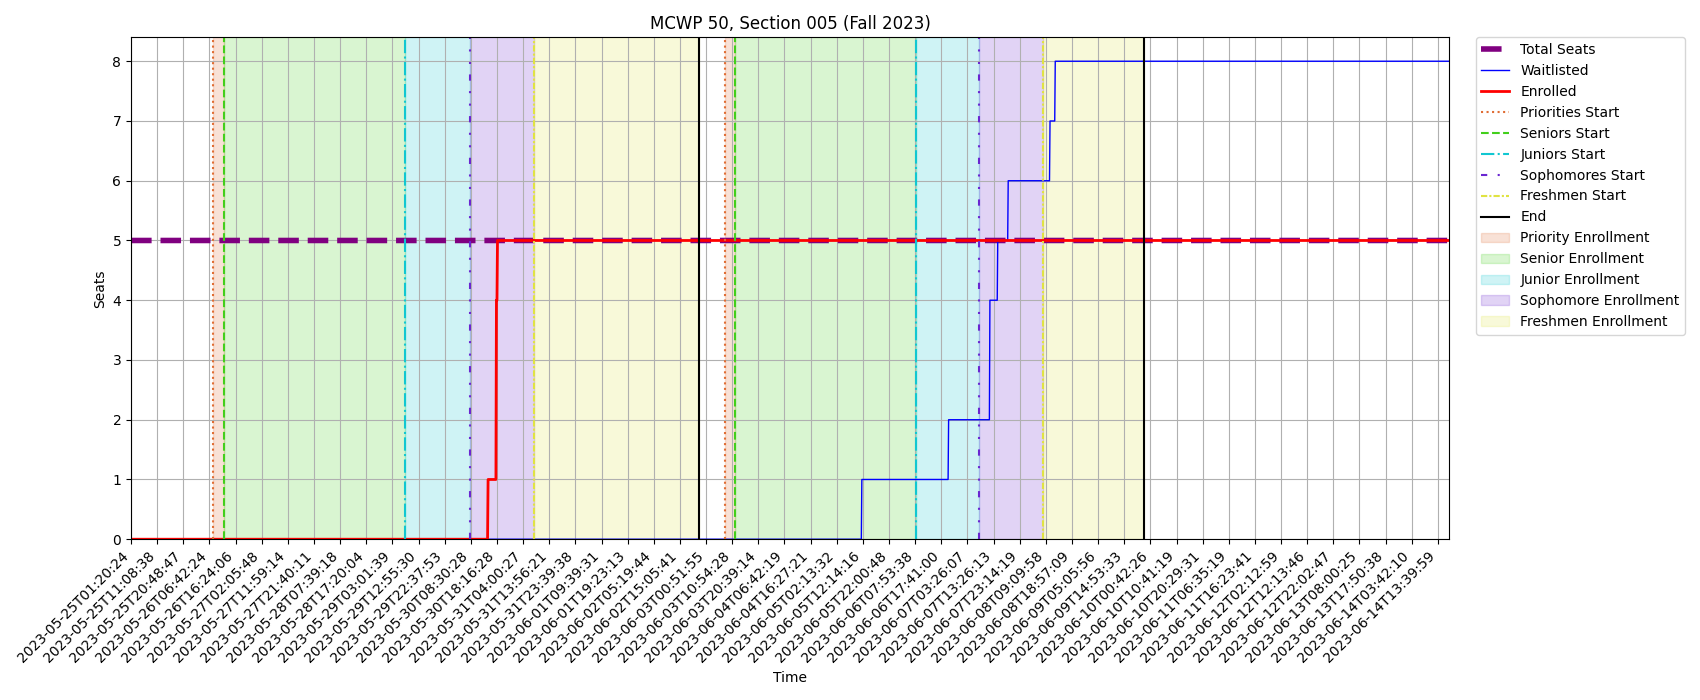 MCWP 50, Section 005 (Fall 2023)
Seats
8
7
6
5
4
3
2
1
0
2023-05-25T01:20:24
2023-05-25T11:08:38
2023-05-25T20:48:47
2023-05-26T06:42:24
2023-05-26T16:24:06
2023-05-27T02:05:48
2023-05-27T11:59:14
2023-05-27T21:40:11
2023-05-28T07:39:18
2023-05-28T17:20:04
2023-05-29T03:01:39
2023-05-29T12:55:30
2023-05-29T22:37:53
2023-05-30T08:30:28
2023-05-30T18:16:28
2023-05-31T04:00:27
2023-05-31T13:56:21
2023-05-31T23:39:38
2023-06-01T09:39:31
2023-06-01T19:23:13
2023-06-02T05:19:44
2023-06-02T15:05:41
2023-06-03T00:51:55
2023-06-03T10:54:28
2023-06-03T20:39:14
2023-06-04T06:42:19
2023-06-04T16:27:21
2023-06-05T02:13:32
2023-06-05T12:14:16
2023-06-05T22:00:48
2023-06-06T07:53:38
2023-06-06T17:41:00
2023-06-07T03:26:07
2023-06-07T13:26:13
2023-06-07T23:14:19
2023-06-08T09:09:58
2023-06-08T18:57:09
2023-06-09T05:05:56
2023-06-09T14:53:33
2023-06-10T00:42:26
2023-06-10T10:41:19
2023-06-10T20:29:31
2023-06-11T06:35:19
2023-06-11T16:23:41
2023-06-12T02:12:59
2023-06-12T12:13:46
2023-06-12T22:02:47
2023-06-13T08:00:25
2023-06-13T17:50:38
2023-06-14T03:42:10
2023-06-14T13:39:59
Time
Total Seats
Waitlisted
Enrolled
Priorities Start
Seniors Start
Juniors Start
Sophomores Start
Freshmen Start
End
Priority Enrollment
Senior Enrollment
Junior Enrollment
Sophomore Enrollment
Freshmen Enrollment